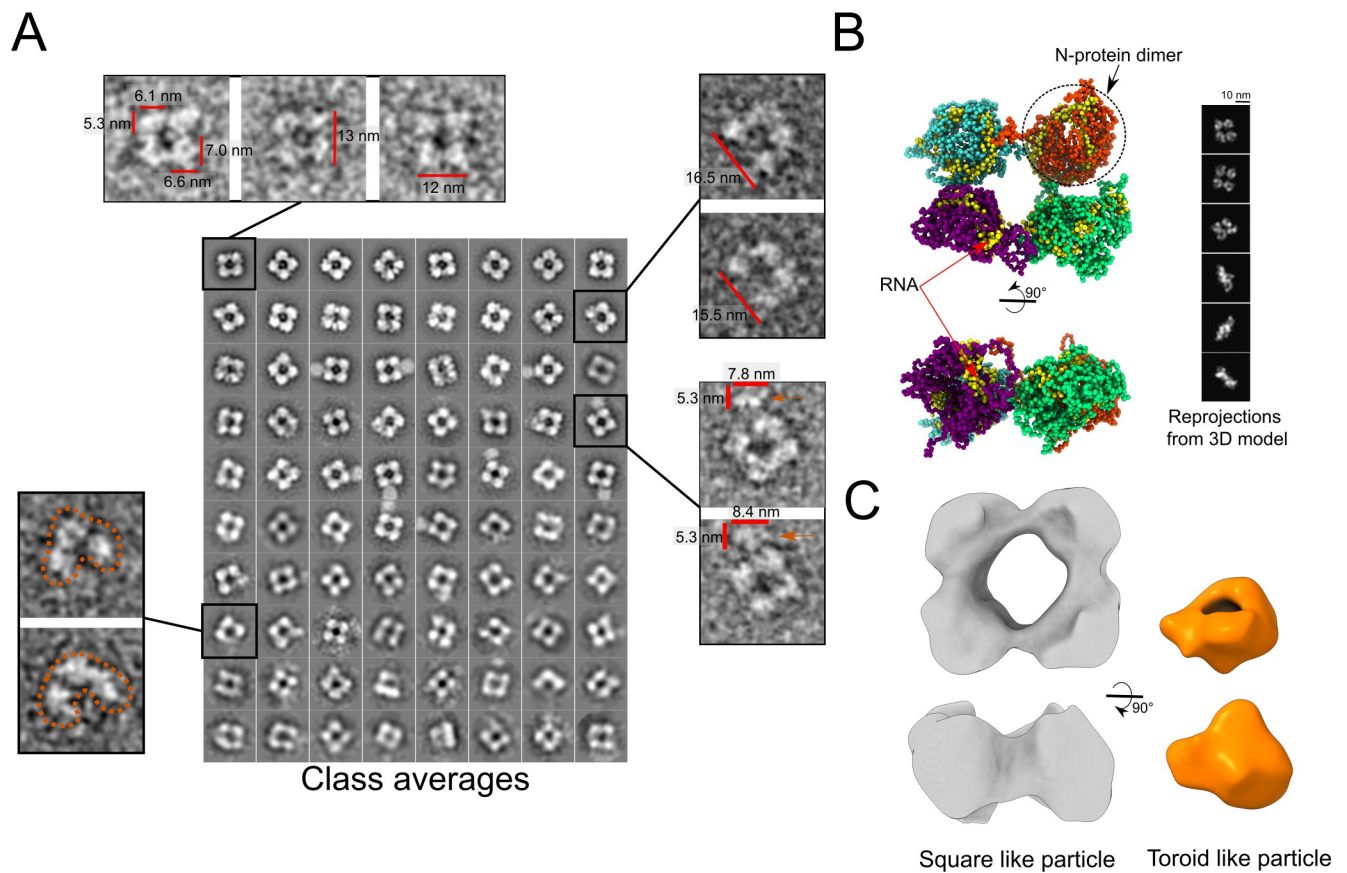 A
6.1 nm
5.3 nm
7.0 nm
6.6 nm
13 nm
12 nm
16.5 nm
15.5 nm
7.8 nm
5.3 nm
8.4 nm
5.3 nm
Class averages
B
N-protein dimer
10 nm
RNA
90°
Reprojections
from 3D model
C
90°
Square like particle
Toroid like particle